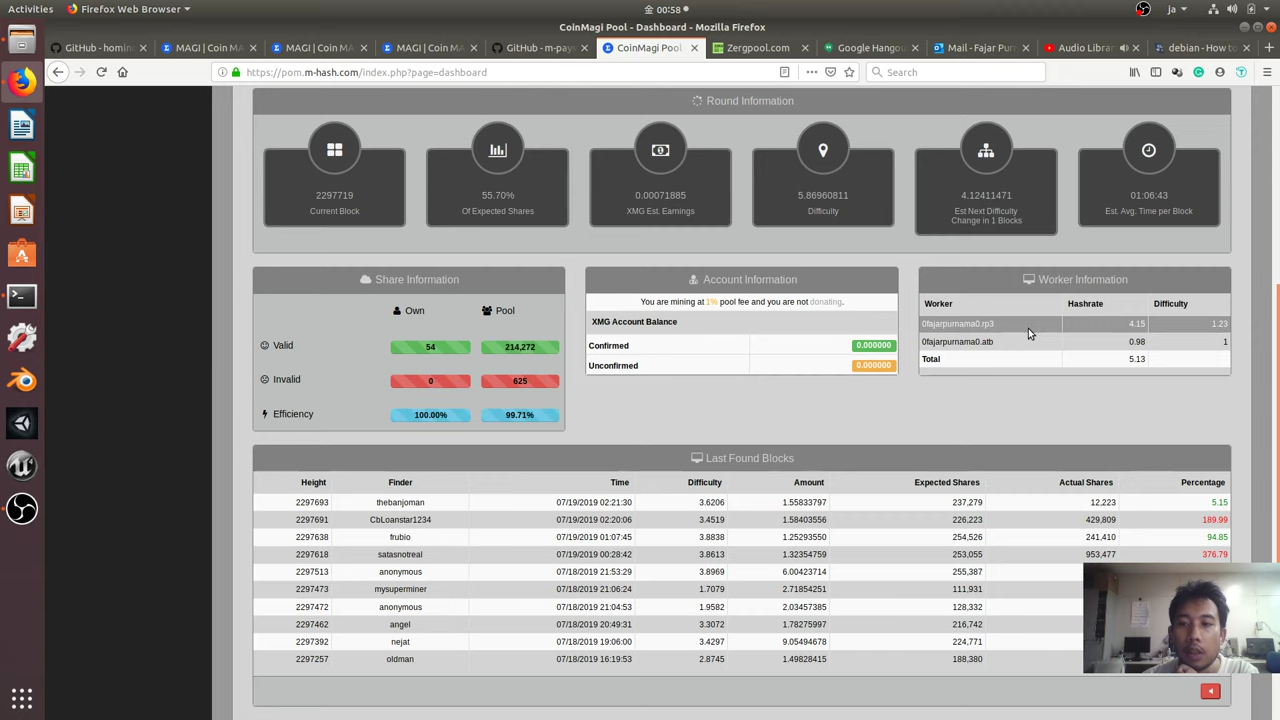 Activities Firefox Web Browser 金 00:58 ja
CoinMagi Pool - Dashboard - Mozilla Firefox
GitHub - homin MAGI | Coin MA MAGI | Coin MA MAGI | Coin MA GitHub - m-pays CoinMagi Pool Zergpool.com Google Hangou Mail - Fajar Purn Audio Librar debian - How to
https://pom.m-hash.com/index.php?page=dashboard Search
Round Information
2297719 55.70% 0.00071885 5.86960811 4.12411471 01:06:43
Current Block Of Expected Shares XMG Est. Earnings Difficulty Est Next Difficulty Est. Avg. Time per Block
Change in 1 Blocks
Share Information
Own Pool
Valid 54 214,272
Invalid 0 625
Efficiency 100.00% 99.71%
Account Information
You are mining at 1% pool fee and you are not donating.
XMG Account Balance
Confirmed 0.000000
Unconfirmed 0.000000
Worker Information
Worker Hashrate Difficulty
0fajarpurnama0.rp3 4.15 1.23
0fajarpurnama0.atb 0.98 1
Total 5.13
Last Found Blocks
Height Finder Time Difficulty Amount Expected Shares Actual Shares Percentage
2297693 thebanjoman 07/19/2019 02:21:30 3.6206 1.55833797 237,279 12,223 5.15
2297691 CbLoanstar1234 07/19/2019 02:20:06 3.4519 1.58403556 226,223 429,809 189.99
2297638 frubio 07/19/2019 01:07:45 3.8838 1.25293550 254,526 241,410 94.85
2297618 satasnotreal 07/19/2019 00:28:42 3.8613 1.32354759 253,055 953,477 376.79
2297513 anonymous 07/18/2019 21:53:29 3.8969 6.00423714 255,387
2297473 mysuperminer 07/18/2019 21:06:24 1.7079 2.71854251 111,931
2297472 anonymous 07/18/2019 21:04:53 1.9582 2.03457385 128,332
2297462 angel 07/18/2019 20:49:31 3.3072 1.78275997 216,742
2297392 nejat 07/18/2019 19:06:00 3.4297 9.05494678 224,771
2297257 oldman 07/18/2019 16:19:53 2.8745 1.49828415 188,380